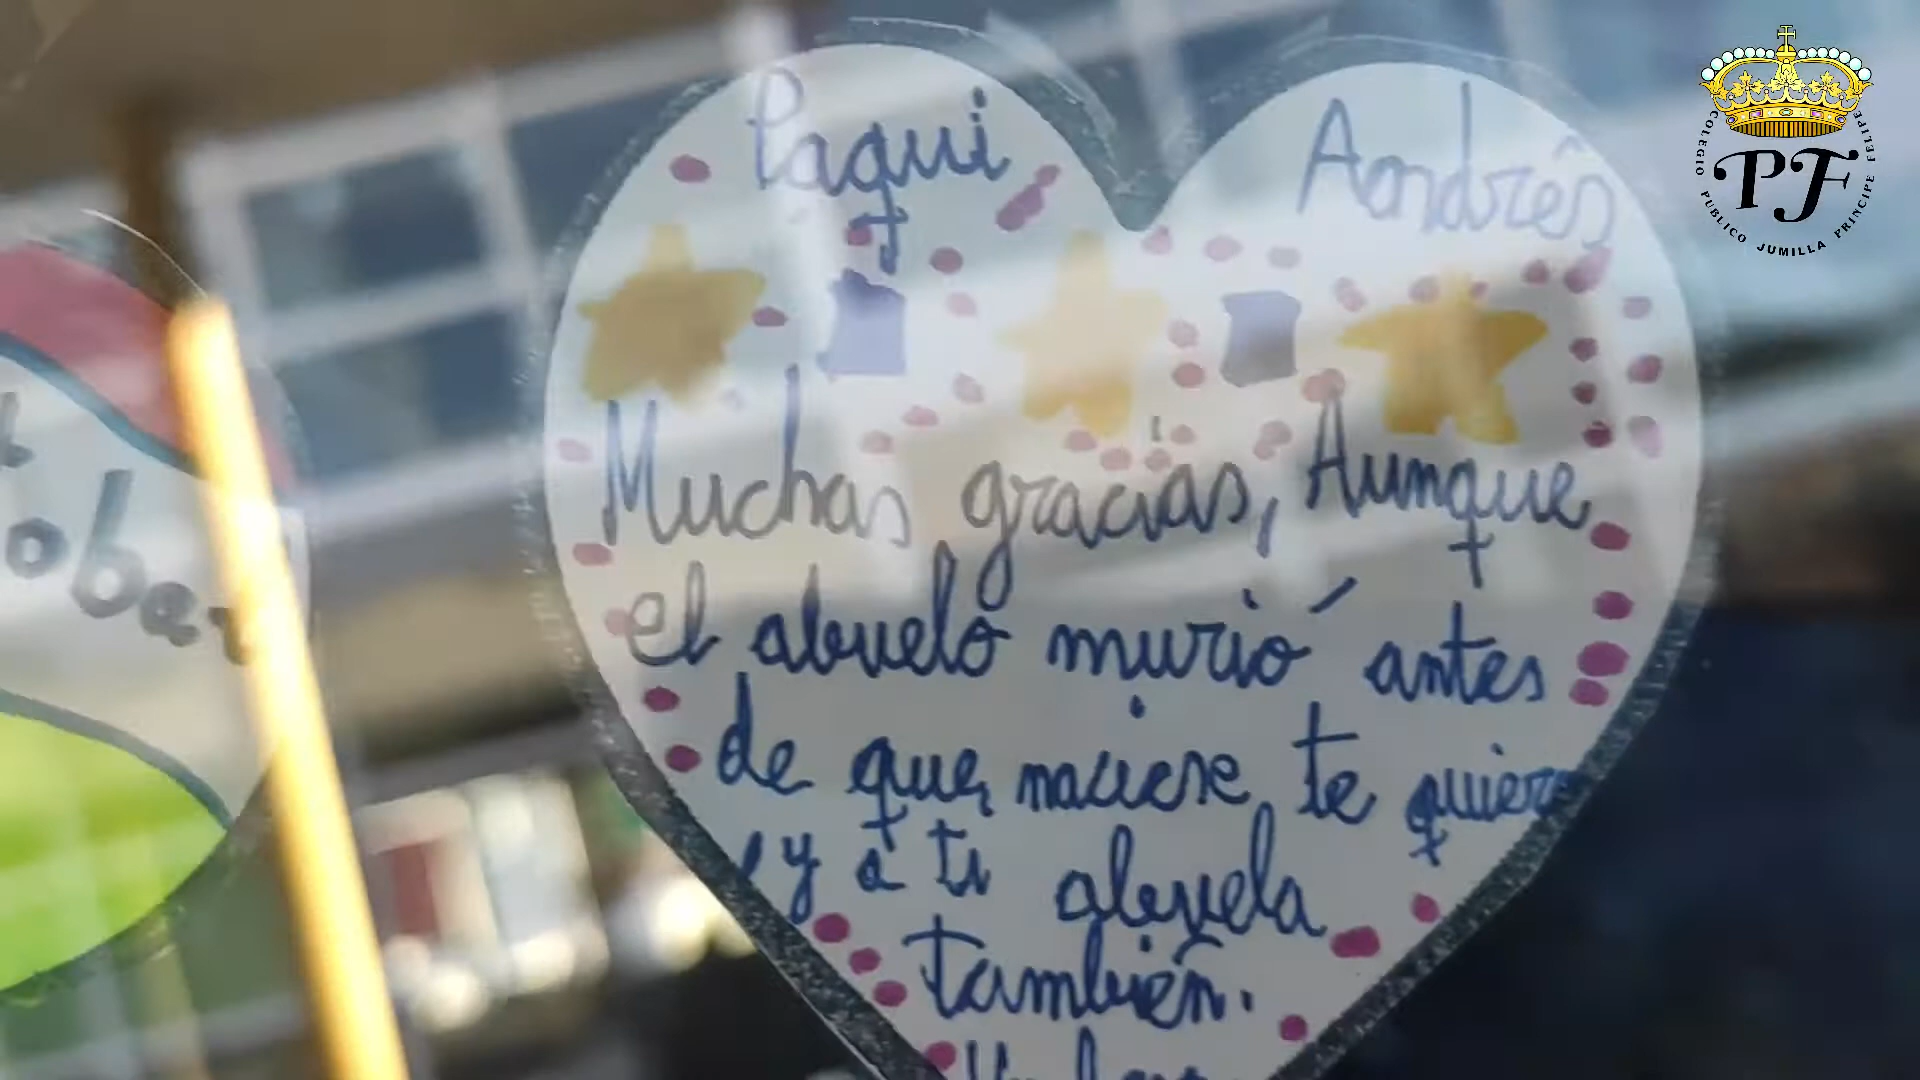 Paqui Andrés
Muchas gracias, Aunque
el abuelo murió antes
de que naciese te quiero
y a ti abuela
también.
COLEGIO PUBLICO JUMILLA PRINCIPE FELIPE
PF